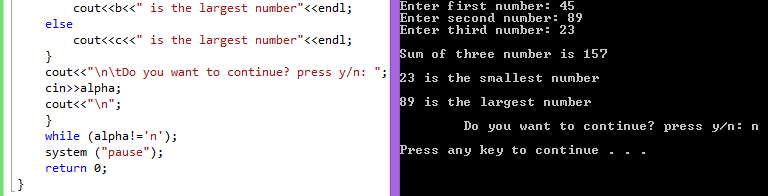 cout<<b<<" is the largest number"<<endl;
else
cout<<c<<" is the largest number"<<endl;
}
cout<<"\n\tDo you want to continue? press y/n: ";
cin>>alpha;
cout<<"\n";
}
while (alpha!='n');
system ("pause");
return 0;
}
Enter first number: 45
Enter second number: 89
Enter third number: 23
Sum of three number is 157
23 is the smallest number
89 is the largest number
Do you want to continue? press y/n: n
Press any key to continue . . .